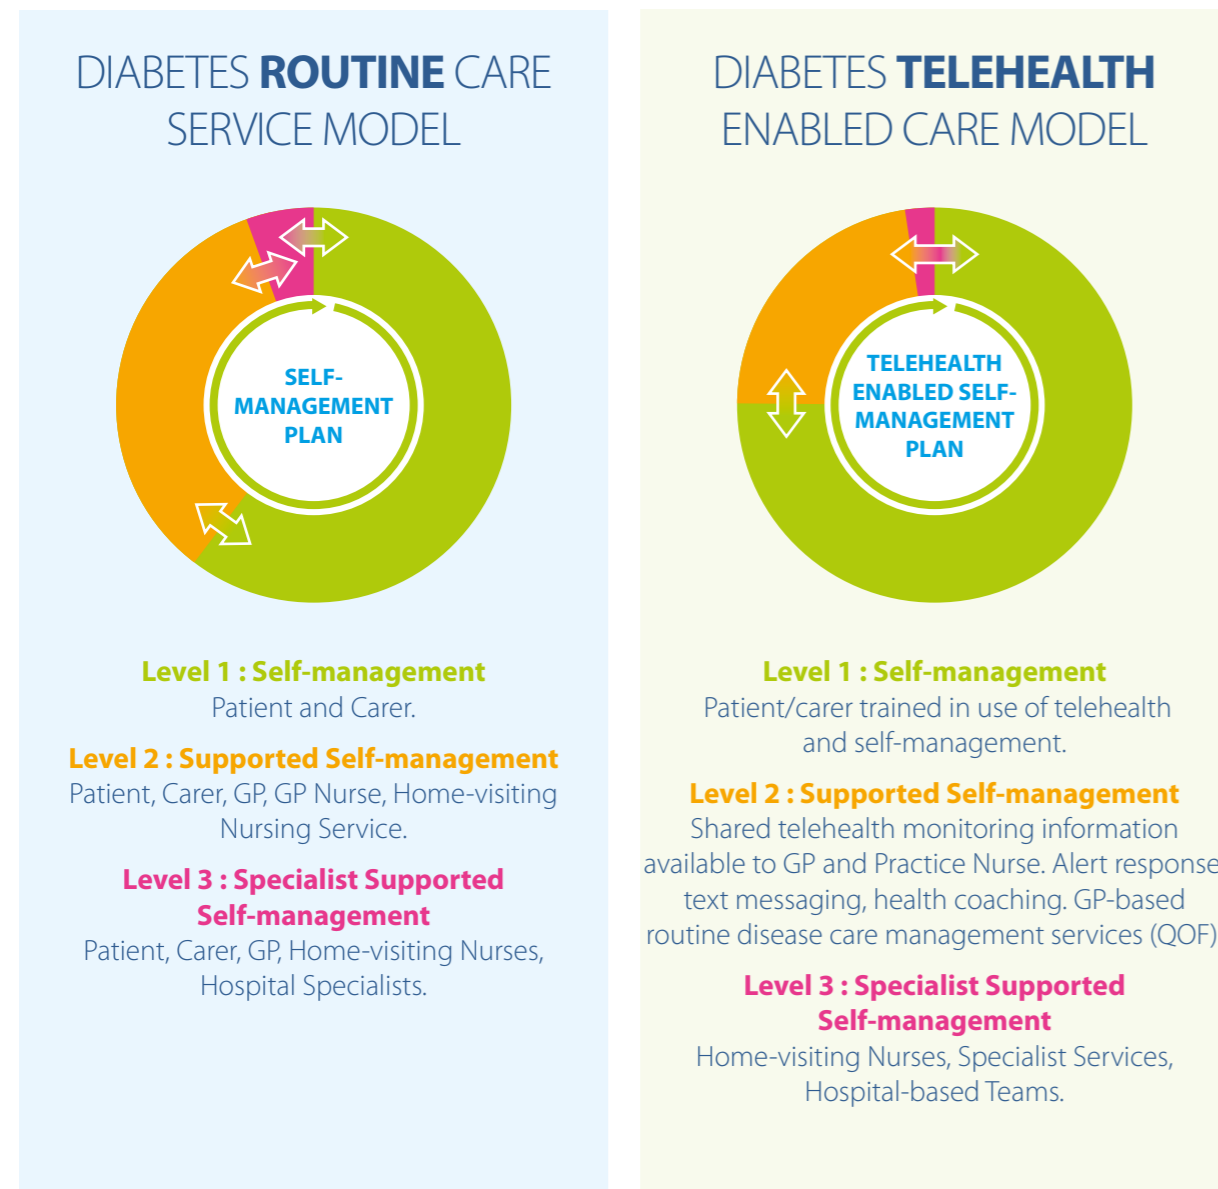 DIABETES ROUTINE CARE
SERVICE MODEL
SELF-
MANAGEMENT
PLAN
Level 1 : Self-management
Patient and Carer.
Level 2 : Supported Self-management
Patient, Carer, GP, GP Nurse, Home-visiting
Nursing Service.
Level 3 : Specialist Supported
Self-management
Patient, Carer, GP, Home-visiting Nurses,
Hospital Specialists.
DIABETES TELEHEALTH
ENABLED CARE MODEL
TELEHEALTH
ENABLED SELF-
MANAGEMENT
PLAN
Level 1 : Self-management
Patient/carer trained in use of telehealth
and self-management.
Level 2 : Supported Self-management
Shared telehealth monitoring information
available to GP and Practice Nurse. Alert response
text messaging, health coaching. GP-based
routine disease care management services (QOF)
Level 3 : Specialist Supported
Self-management
Home-visiting Nurses, Specialist Services,
Hospital-based Teams.